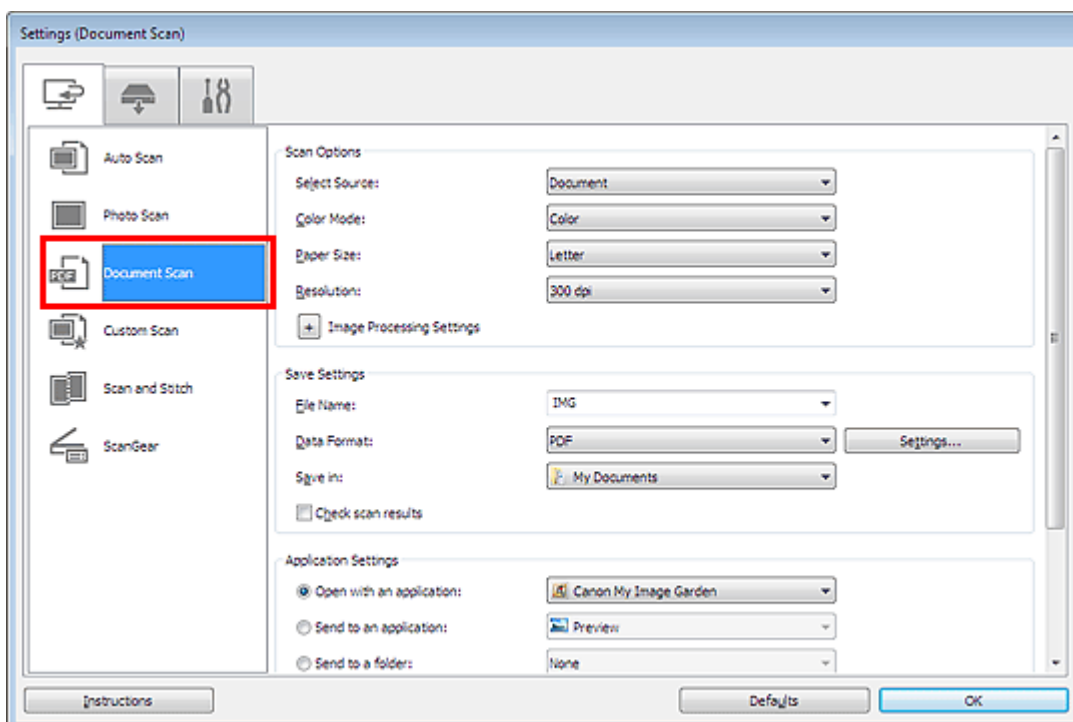 Settings (Document Scan)
Auto Scan
Photo Scan
PDF
Document Scan
Custom Scan
Scan and Stitch
ScanGear
Scan Options
Select Source: Document
Color Mode: Color
Paper Size: Letter
Resolution: 300 dpi
+ Image Processing Settings
Save Settings
File Name: IMG
Data Format: PDF Settings...
Save in: My Documents
Check scan results
Application Settings
Open with an application: Canon My Image Garden
Send to an application: Preview
Send to a folder: None
Instructions Defaults OK